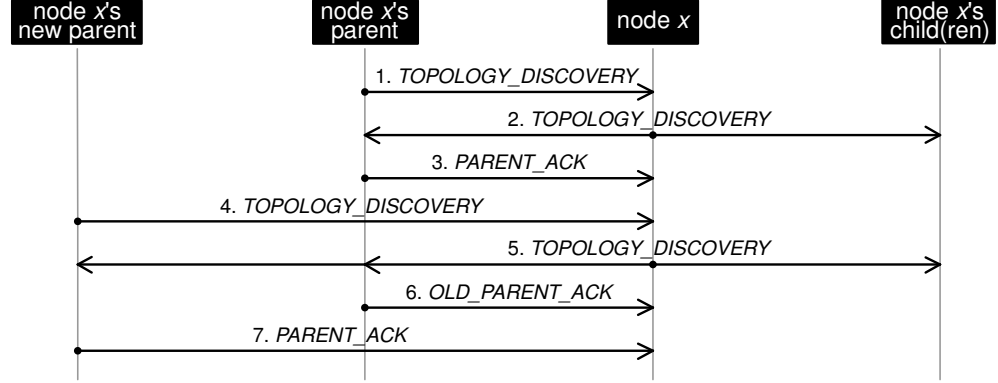 node x's
new parent
node x's
parent
node x
node x's
child(ren)
1. TOPOLOGY_DISCOVERY
2. TOPOLOGY_DISCOVERY
3. PARENT_ACK
4. TOPOLOGY_DISCOVERY
5. TOPOLOGY_DISCOVERY
6. OLD_PARENT_ACK
7. PARENT_ACK